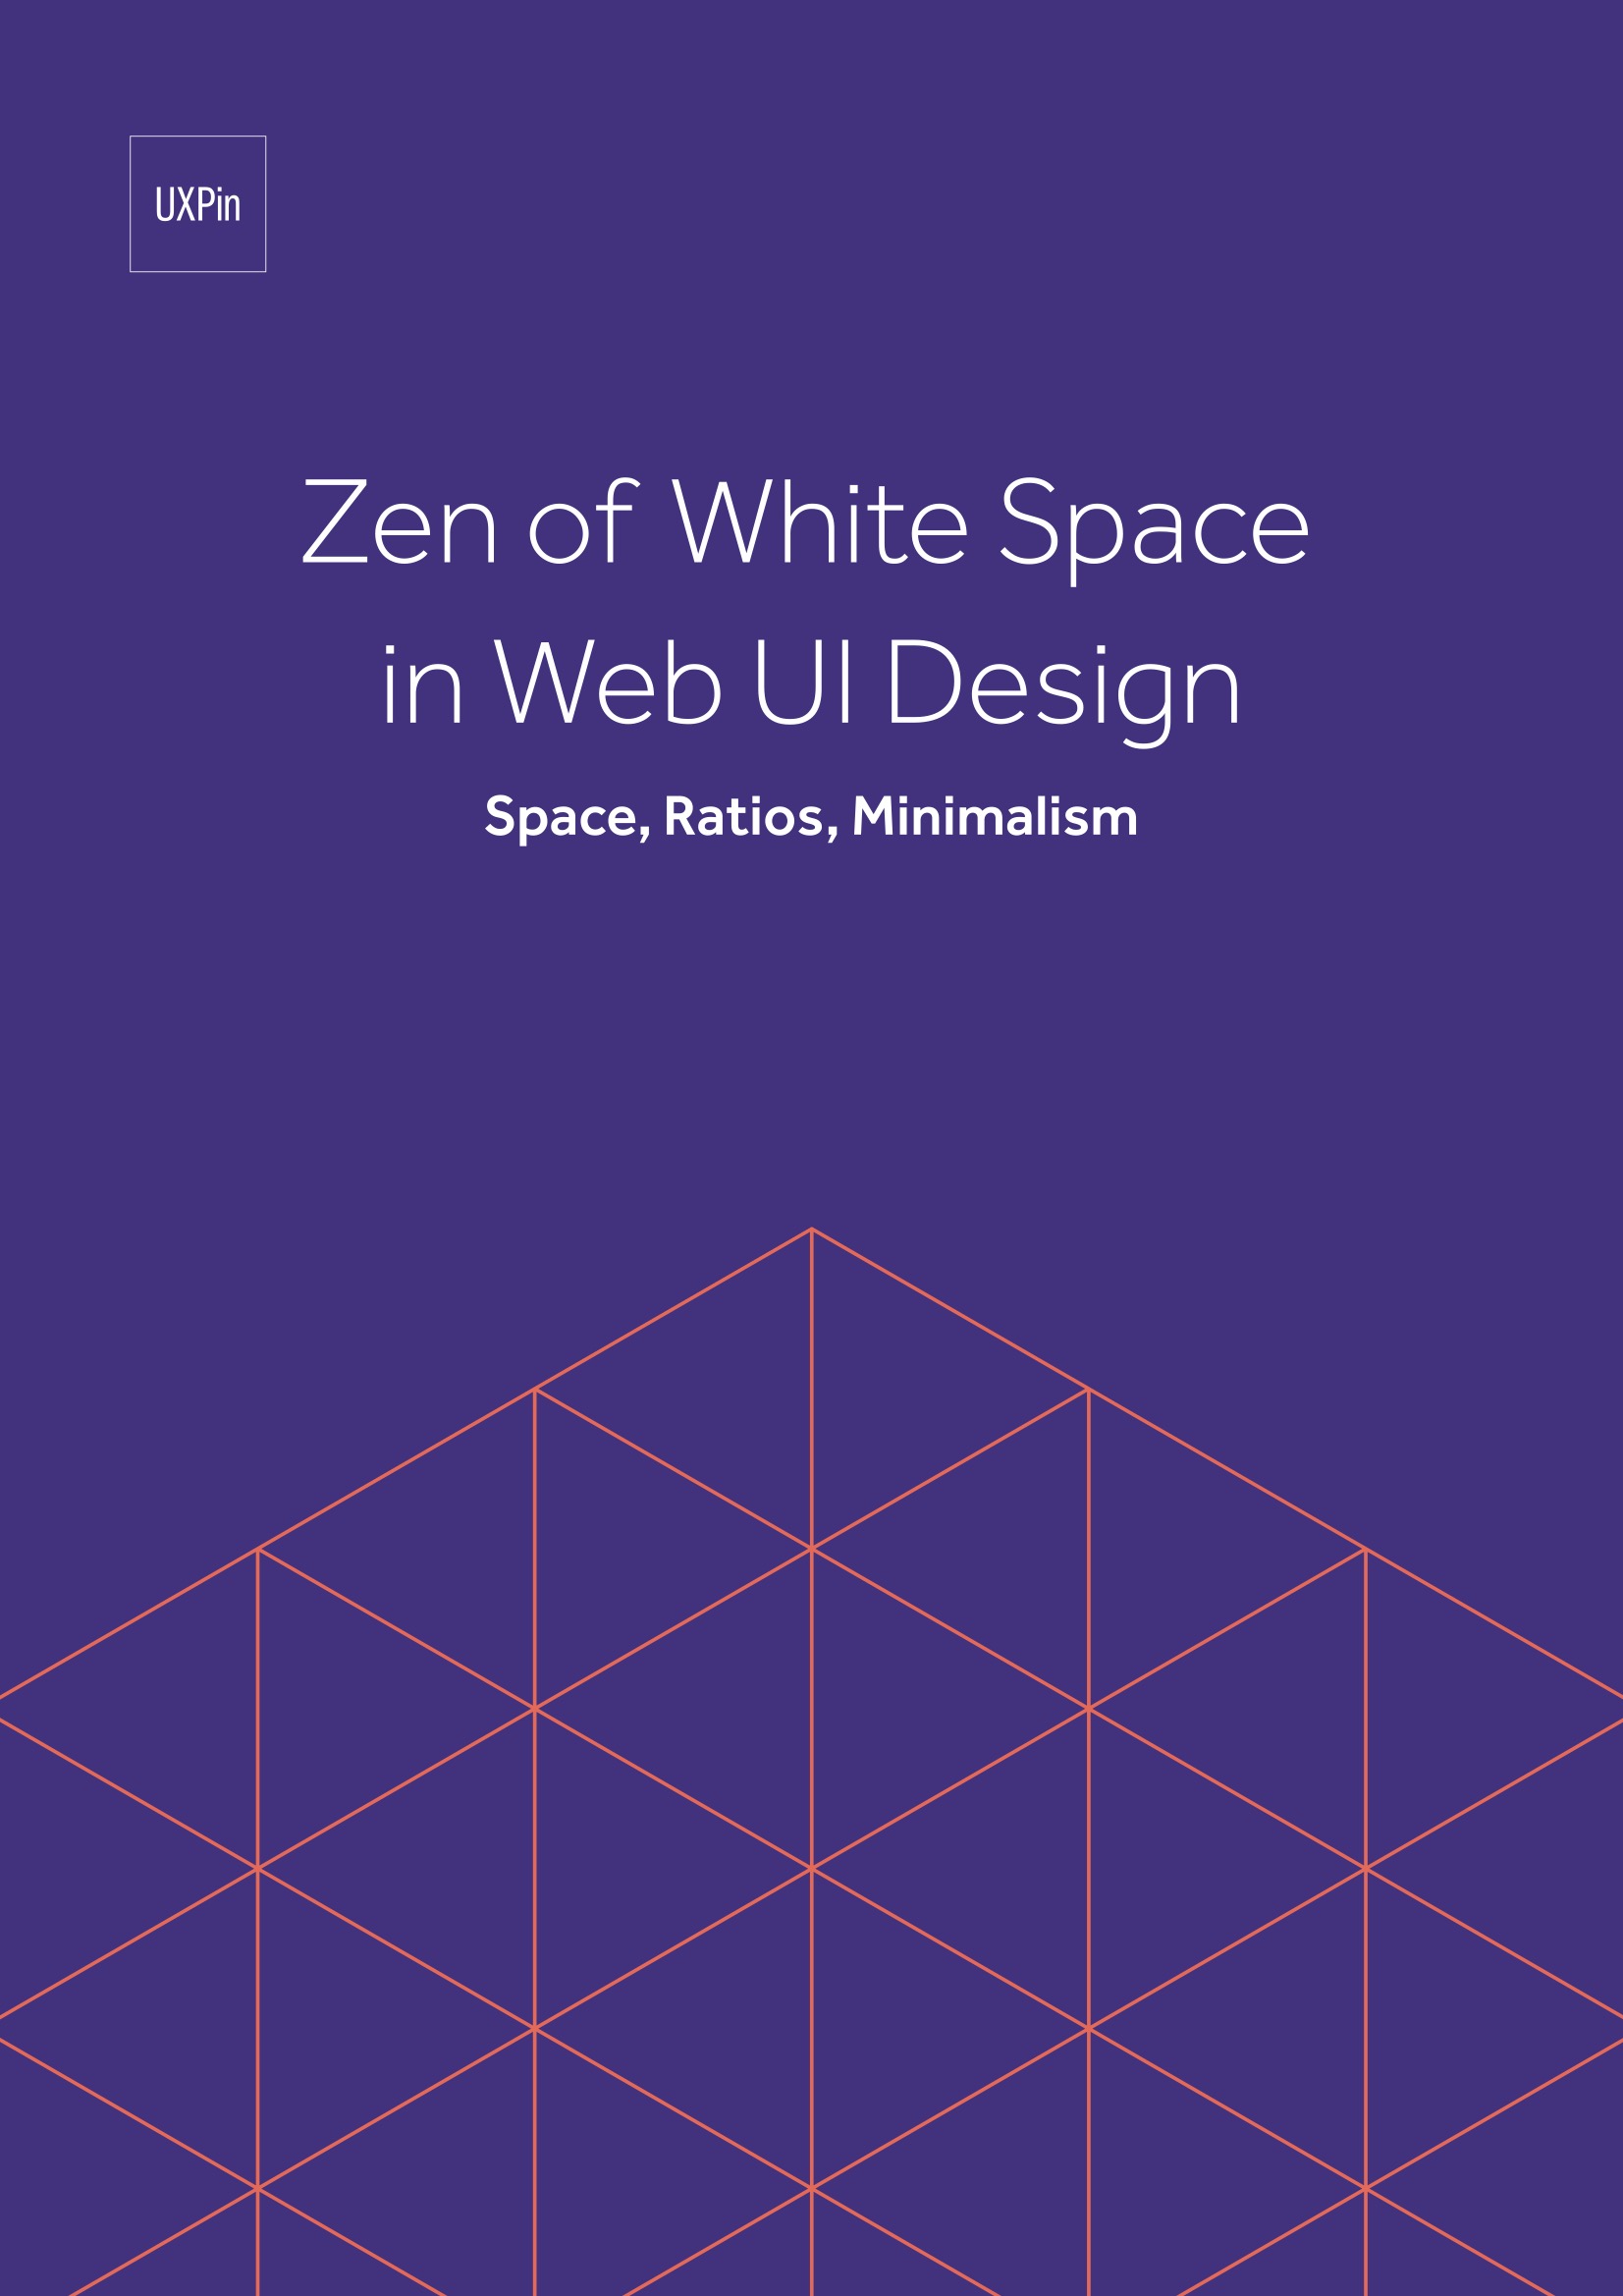 UXPin
Zen of White Space
in Web UI Design
Space, Ratios, Minimalism